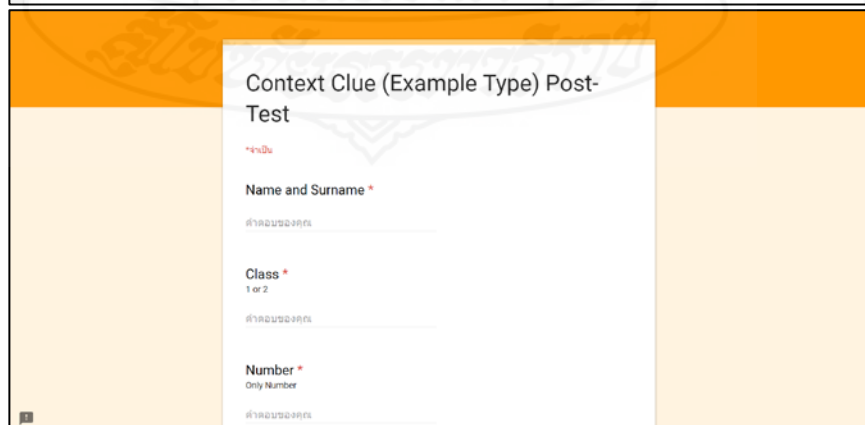 Context Clue (Example Type) Post-
Test
*จำเป็น
Name and Surname *
คำตอบของคุณ
Class *
1 or 2
คำตอบของคุณ
Number *
Only Number
คำตอบของคุณ